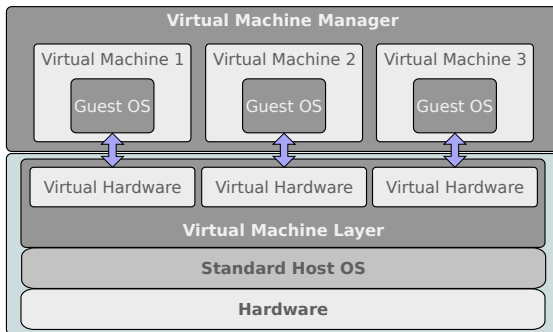 Virtual Machine Manager
Virtual Machine 1
Virtual Machine 2
Virtual Machine 3
Guest OS
Guest OS
Guest OS
Virtual Hardware
Virtual Hardware
Virtual Hardware
Virtual Machine Layer
Standard Host OS
Hardware